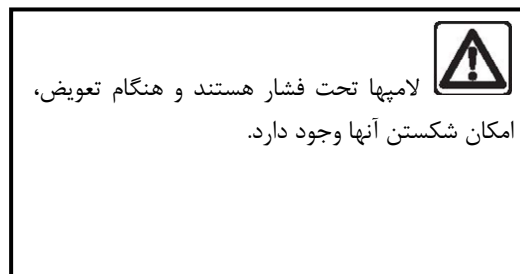 لامپها تحت فشار هستند و هنگام تعویض،
امکان شکستن آنها وجود دارد.